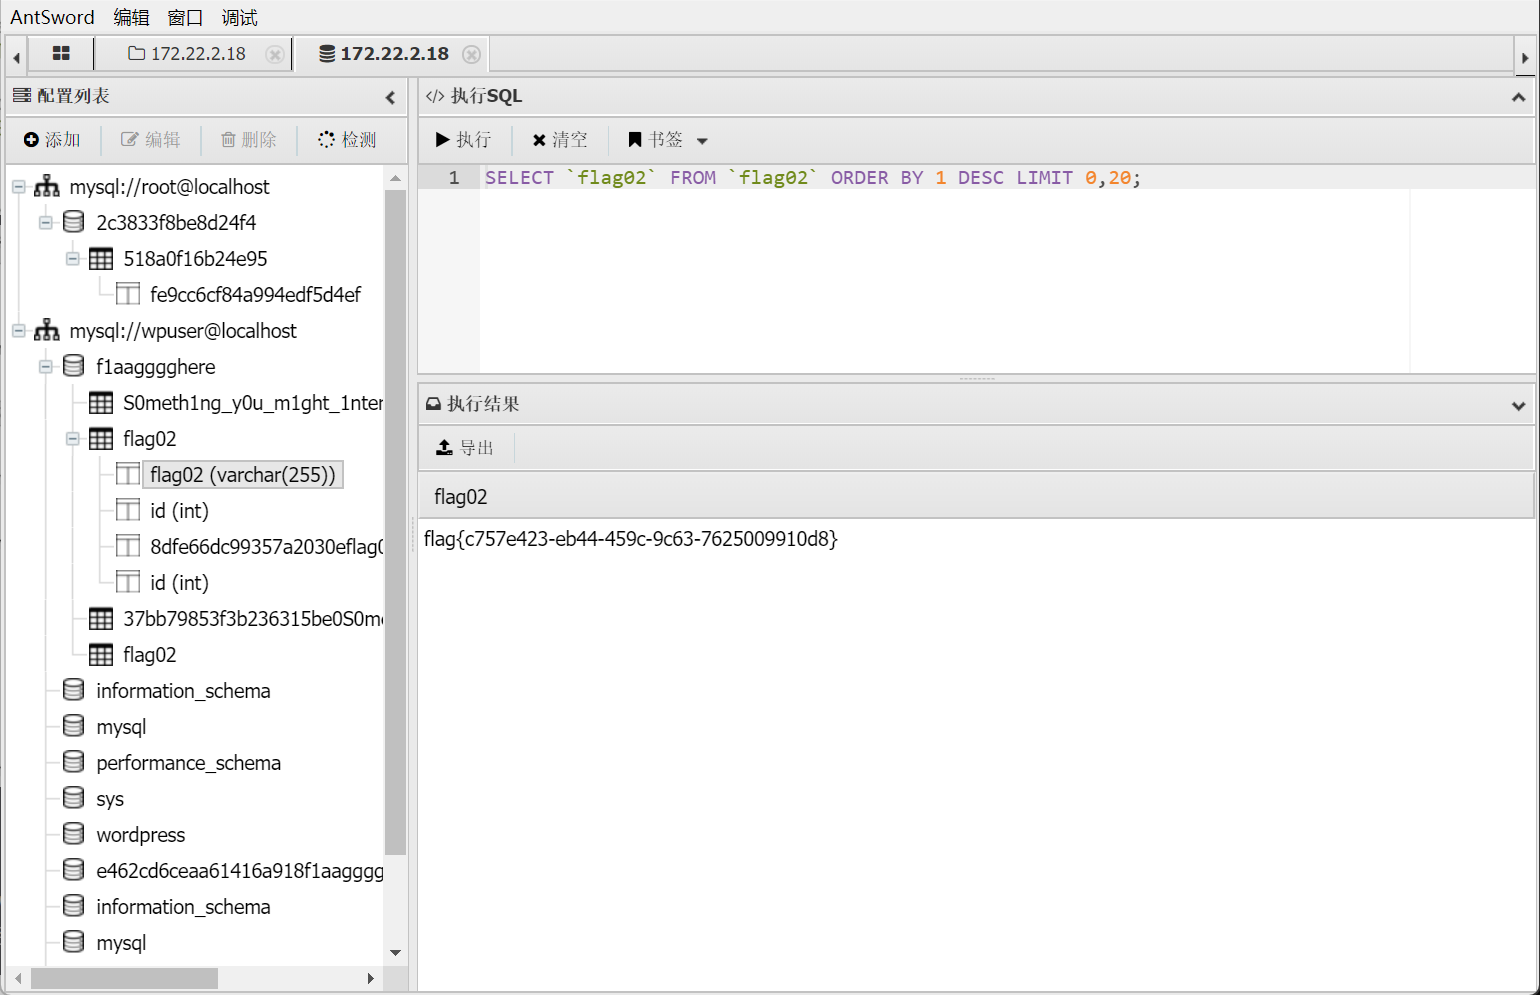 AntSword 编辑 窗口 调试
172.22.2.18 172.22.2.18
配置列表
添加 编辑 删除 检测
mysql://root@localhost
2c3833f8be8d24f4
518a0f16b24e95
fe9cc6cf84a994edf5d4ef
mysql://wpuser@localhost
f1aagggghere
S0meth1ng_y0u_m1ght_1nter
flag02
flag02 (varchar(255))
id (int)
8dfe66dc99357a2030eflag0
id (int)
37bb79853f3b236315be0S0me
flag02
information_schema
mysql
performance_schema
sys
wordpress
e462cd6ceaa61416a918f1aagggg
information_schema
mysql
</> 执行SQL
执行 清空 书签
1 SELECT `flag02` FROM `flag02` ORDER BY 1 DESC LIMIT 0,20;
执行结果
导出
flag02
flag{c757e423-eb44-459c-9c63-7625009910d8}